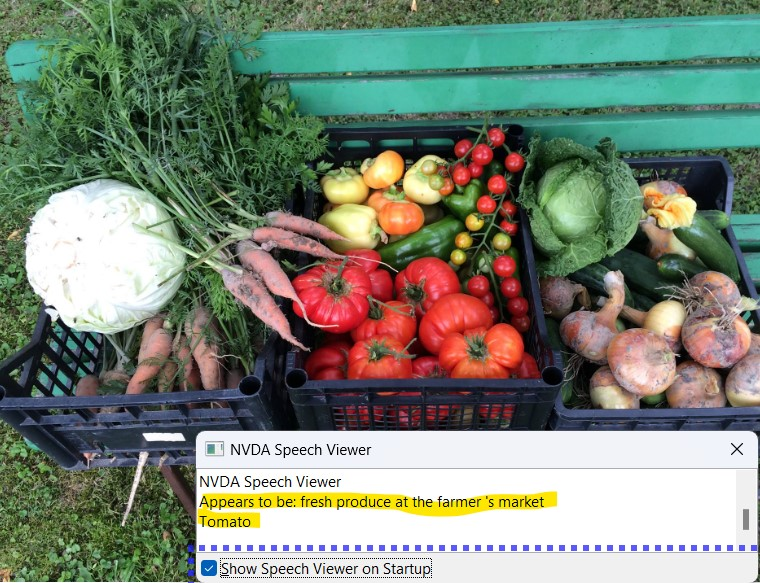 NVDA Speech Viewer
NVDA Speech Viewer
Appears to be: fresh produce at the farmer 's market
Tomato
Show Speech Viewer on Startup